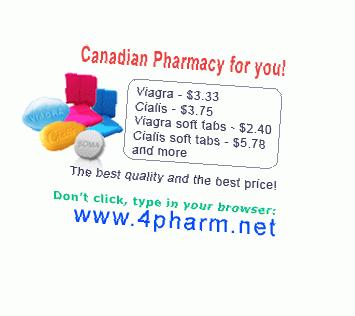 Canadian Pharmacy for you!
Viagra - $3.33
Cialis - $3.75
Viagra soft tabs - $2.40
Cialis soft tabs - $5.78
and more
VIAGRA
SOMA
The best quality and the best price!
Don't click, type in your browser:
www.4pharm.net